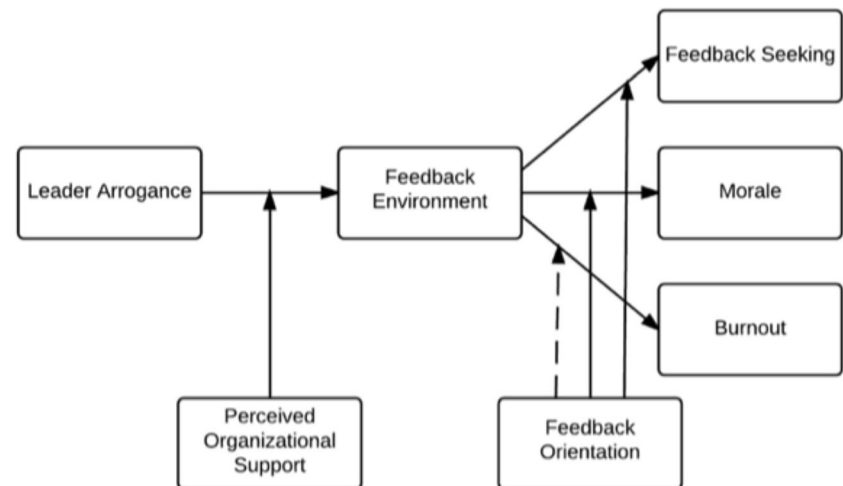 Feedback Seeking
Leader Arrogance
Feedback
Environment
Morale
Burnout
Perceived
Organizational
Support
Feedback
Orientation